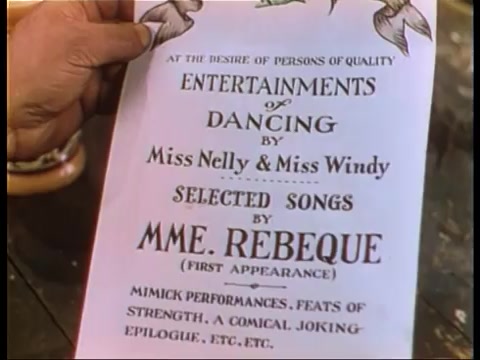 AT THE DESIRE OF PERSONS OF QUALITY
ENTERTAINMENTS
of
DANCING
BY
Miss Nelly & Miss Windy
SELECTED SONGS
BY
MME. REBEQUE
(FIRST APPEARANCE)
MIMICK PERFORMANCES. FEATS OF
STRENGTH. A COMICAL JOKING
EPILOGUE, ETC. ETC.